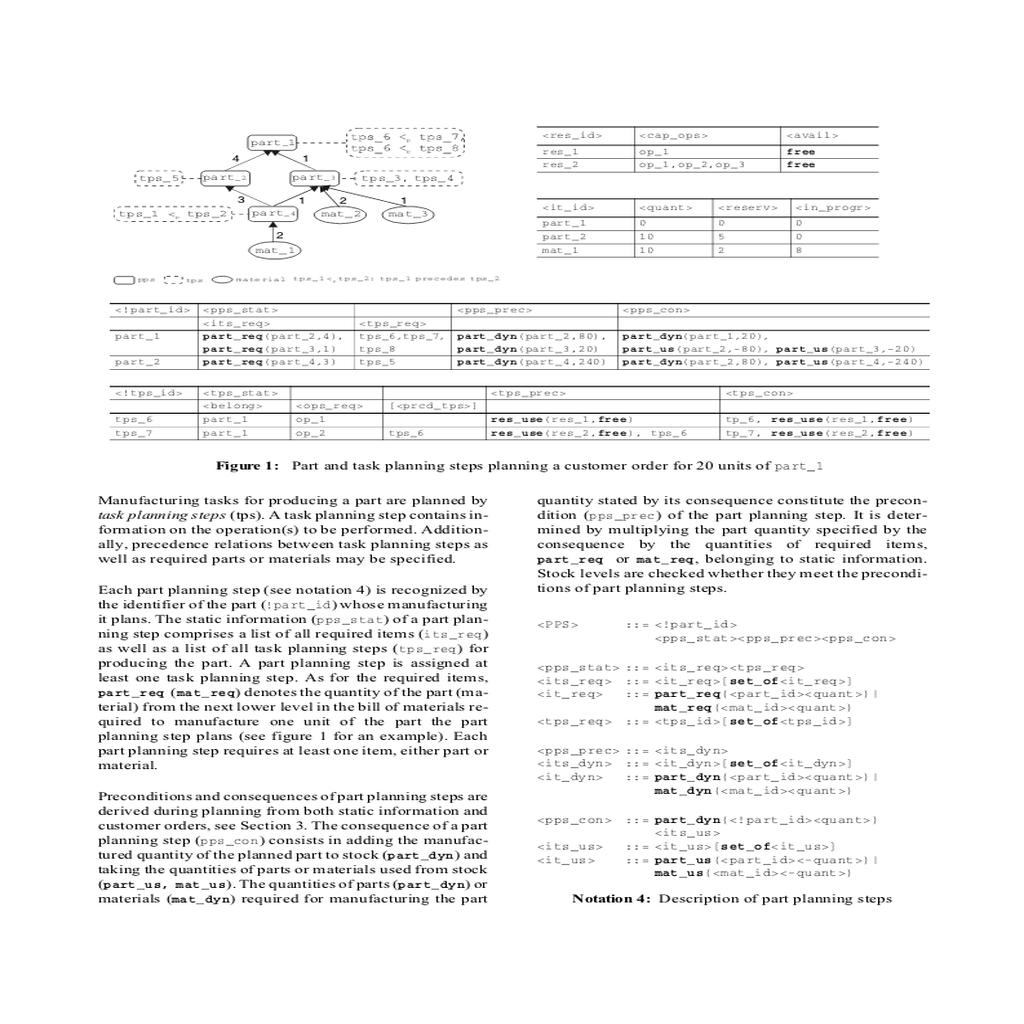 part_1
tps_6 <c tps_7
tps_6 <c tps_8
4
1
tps_5
part_2
part_3
tps_3, tps_4
3
1
2
1
tps_1 <c tps_2
part_4
mat_2
mat_3
2
mat_1
pps tps material tps_1<c tps_2: tps_1 precedes tps_2
<res_id> <cap_ops> <avail>
res_1 op_1 free
res_2 op_1,op_2,op_3 free
<it_id> <quant> <reserv> <in_progr>
part_1 0 0 0
part_2 10 5 0
mat_1 10 2 8
<!part_id> <pps_stat> <pps_prec> <pps_con>
<its_req> <tps_req>
part_1 part_req(part_2,4), tps_6,tps_7, part_dyn(part_2,80), part_dyn(part_1,20),
part_req(part_3,1) tps_8 part_dyn(part_3,20) part_us(part_2,-80), part_us(part_3,-20)
part_2 part_req(part_4,3) tps_5 part_dyn(part_4,240) part_dyn(part_2,80), part_us(part_4,-240)
<!tps_id> <tps_stat> <tps_prec> <tps_con>
<belong> <ops_req> [<prcd_tps>]
tps_6 part_1 op_1 res_use(res_1,free) tp_6, res_use(res_1,free)
tps_7 part_1 op_2 tps_6 res_use(res_2,free), tps_6 tp_7, res_use(res_2,free)
Figure 1: Part and task planning steps planning a customer order for 20 units of part_1
Manufacturing tasks for producing a part are planned by
task planning steps (tps). A task planning step contains in-
formation on the operation(s) to be performed. Addition-
ally, precedence relations between task planning steps as
well as required parts or materials may be specified.
Each part planning step (see notation 4) is recognized by
the identifier of the part (!part_id) whose manufacturing
it plans. The static information (pps_stat) of a part plan-
ning step comprises a list of all required items (its_req)
as well as a list of all task planning steps (tps_req) for
producing the part. A part planning step is assigned at
least one task planning step. As for the required items,
part_req (mat_req) denotes the quantity of the part (ma-
terial) from the next lower level in the bill of materials re-
quired to manufacture one unit of the part the part
planning step plans (see figure 1 for an example). Each
part planning step requires at least one item, either part or
material.
Preconditions and consequences of part planning steps are
derived during planning from both static information and
customer orders, see Section 3. The consequence of a part
planning step (pps_con) consists in adding the manufac-
tured quantity of the planned part to stock (part_dyn) and
taking the quantities of parts or materials used from stock
(part_us, mat_us). The quantities of parts (part_dyn) or
materials (mat_dyn) required for manufacturing the part
quantity stated by its consequence constitute the precon-
dition (pps_prec) of the part planning step. It is deter-
mined by multiplying the part quantity specified by the
consequence by the quantities of required items,
part_req or mat_req, belonging to static information.
Stock levels are checked whether they meet the precondi-
tions of part planning steps.
<PPS> ::= <!part_id>
<pps_stat><pps_prec><pps_con>
<pps_stat> ::= <its_req><tps_req>
<its_req> ::= <it_req>[set_of<it_req>]
<it_req> ::= part_req(<part_id><quant>)|
mat_req(<mat_id><quant>)
<tps_req> ::= <tps_id>[set_of<tps_id>]
<pps_prec> ::= <its_dyn>
<its_dyn> ::= <it_dyn>[set_of<it_dyn>]
<it_dyn> ::= part_dyn(<part_id><quant>)|
mat_dyn(<mat_id><quant>)
<pps_con> ::= part_dyn(<!part_id><quant>)
<its_us>
<its_us> ::= <it_us>[set_of<it_us>]
<it_us> ::= part_us(<part_id><-quant>)|
mat_us(<mat_id><-quant>)
Notation 4: Description of part planning steps